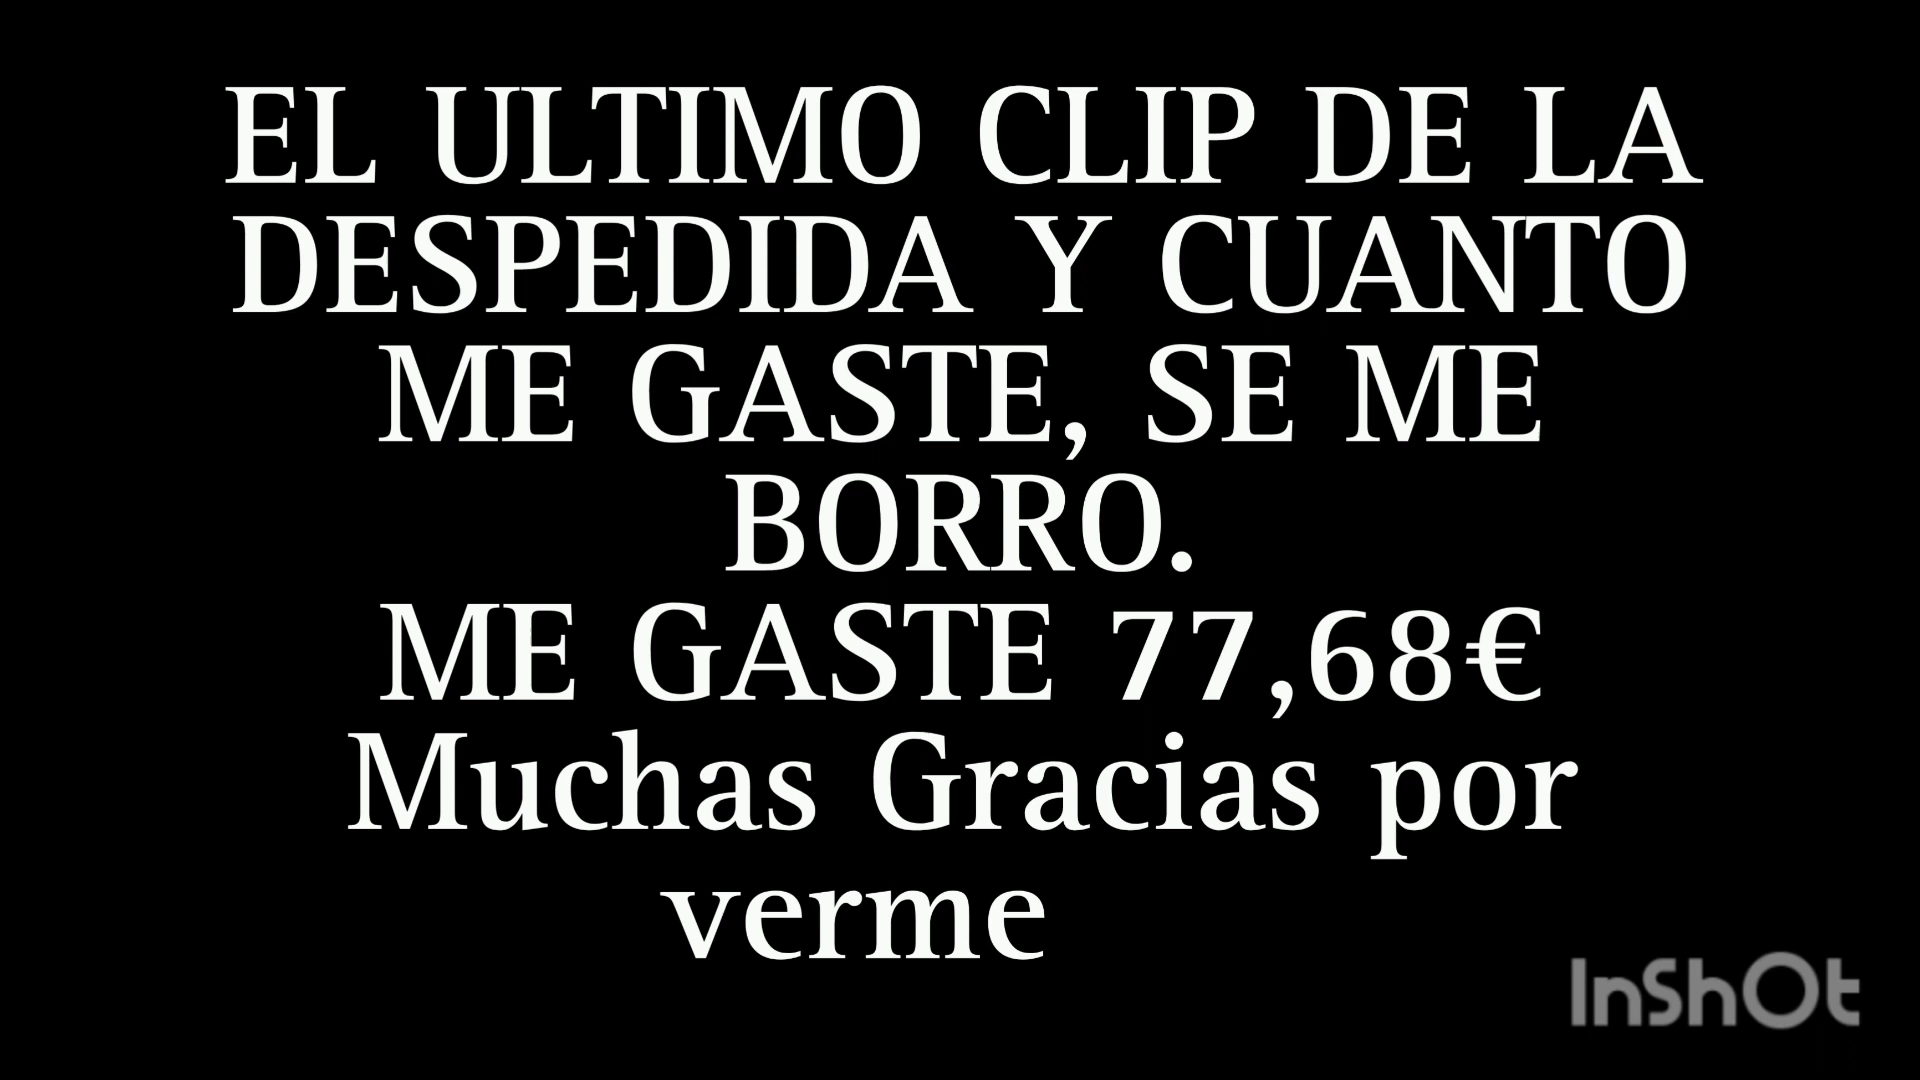 EL ULTIMO CLIP DE LA
DESPEDIDA Y CUANTO
ME GASTE, SE ME
BORRO.
ME GASTE 77,68€
Muchas Gracias por
verme
InShOt